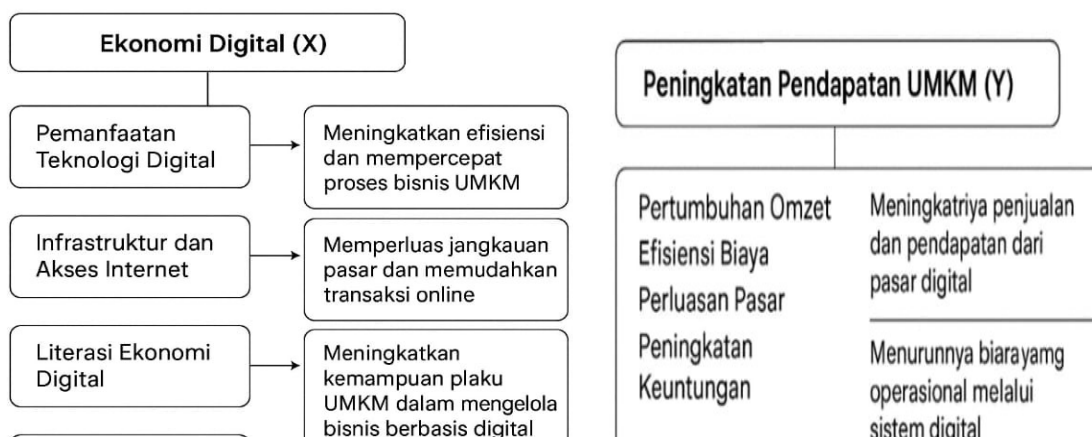 Ekonomi Digital (X)
Pemanfaatan
Teknologi Digital
Meningkatkan efisiensi
dan mempercepat
proses bisnis UMKM
Infrastruktur dan
Akses Internet
Memperluas jangkauan
pasar dan memudahkan
transaksi online
Literasi Ekonomi
Digital
Meningkatkan
kemampuan plaku
UMKM dalam mengelola
bisnis berbasis digital
Peningkatan Pendapatan UMKM (Y)
Pertumbuhan Omzet
Efisiensi Biaya
Perluasan Pasar
Peningkatan
Keuntungan
Meningkatriya penjualan
dan pendapatan dari
pasar digital
Menurunnya biarayamg
operasional melalui
sistem digital